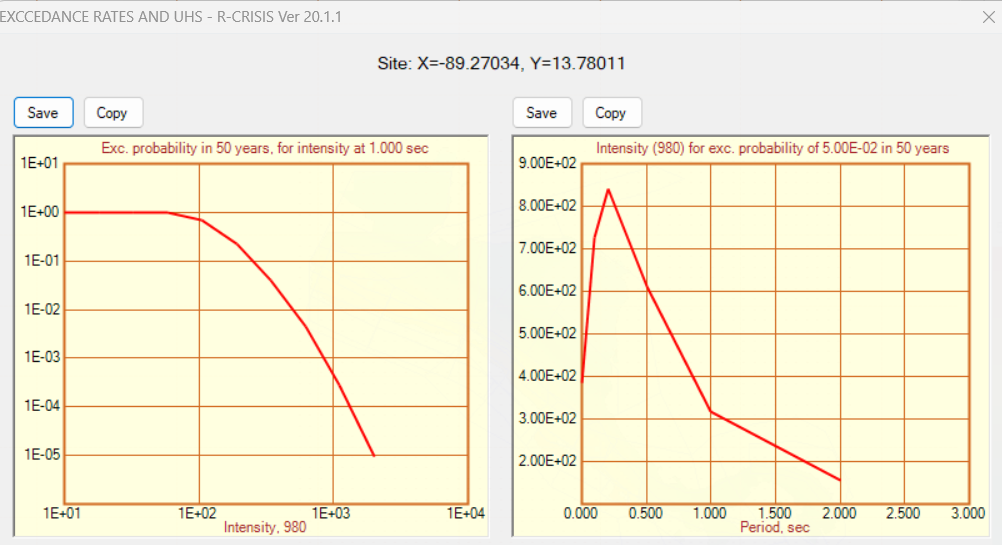 EXCCEDANCE RATES AND UHS - R-CRISIS Ver 20.1.1
Site: X=-89.27034, Y=13.78011
Save Copy
Exc. probability in 50 years, for intensity at 1.000 sec
1E+01
1E+00
1E-01
1E-02
1E-03
1E-04
1E-05
1E+01 1E+02 1E+03 1E+04
Intensity, 980
Save Copy
Intensity (980) for exc. probability of 5.00E-02 in 50 years
9.00E+02
8.00E+02
7.00E+02
6.00E+02
5.00E+02
4.00E+02
3.00E+02
2.00E+02
0.000 0.500 1.000 1.500 2.000 2.500 3.000
Period, sec